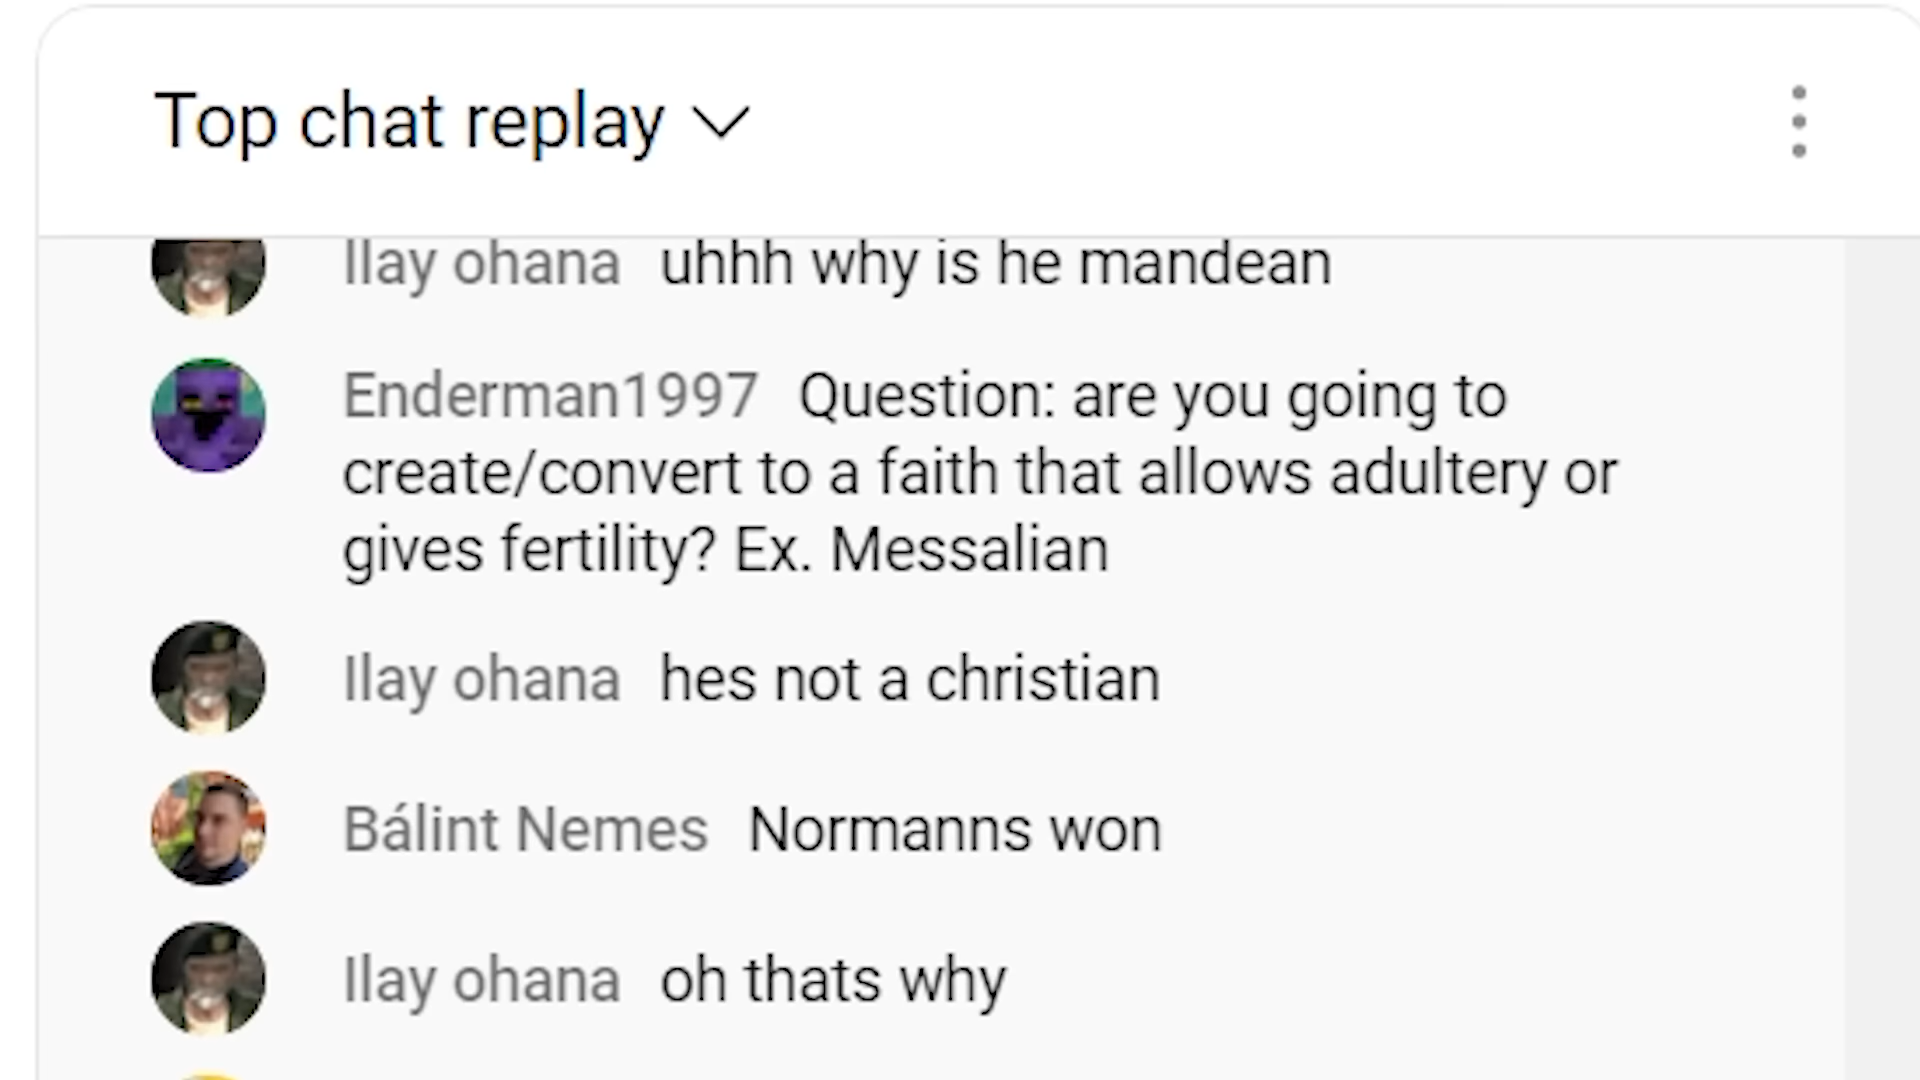 Top chat replay
Ilay ohana uhhh why is he mandean
Enderman1997 Question: are you going to
create/convert to a faith that allows adultery or
gives fertility? Ex. Messalian
Ilay ohana hes not a christian
Bálint Nemes Normanns won
Ilay ohana oh thats why